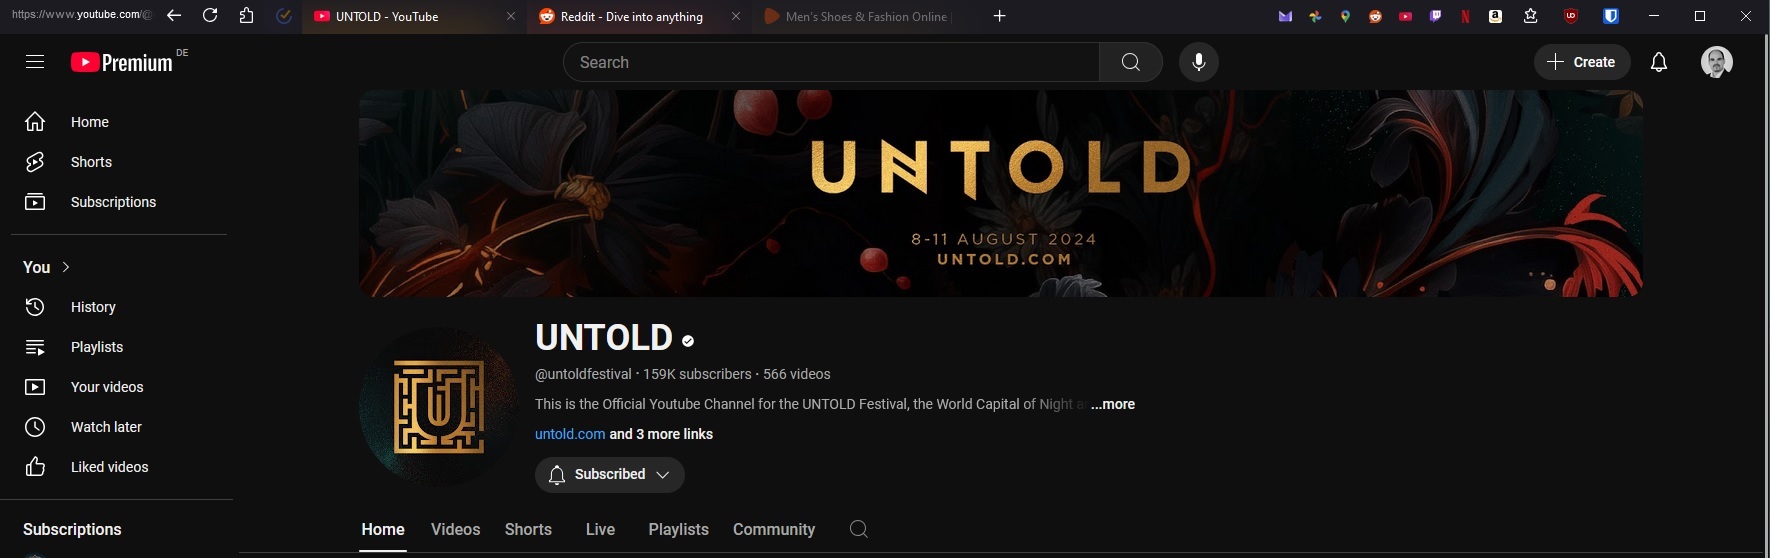 https://www.youtube.com/@
UNTOLD - YouTube
Reddit - Dive into anything
Men's Shoes & Fashion Online |
Premium DE
Search
Create
Home
Shorts
Subscriptions
You
History
Playlists
Your videos
Watch later
Liked videos
Subscriptions
UNTOLD
8-11 AUGUST 2024
UNTOLD.COM
UNTOLD
@untoldfestival · 159K subscribers · 566 videos
This is the Official Youtube Channel for the UNTOLD Festival, the World Capital of Night a ...more
untold.com and 3 more links
Subscribed
Home Videos Shorts Live Playlists Community